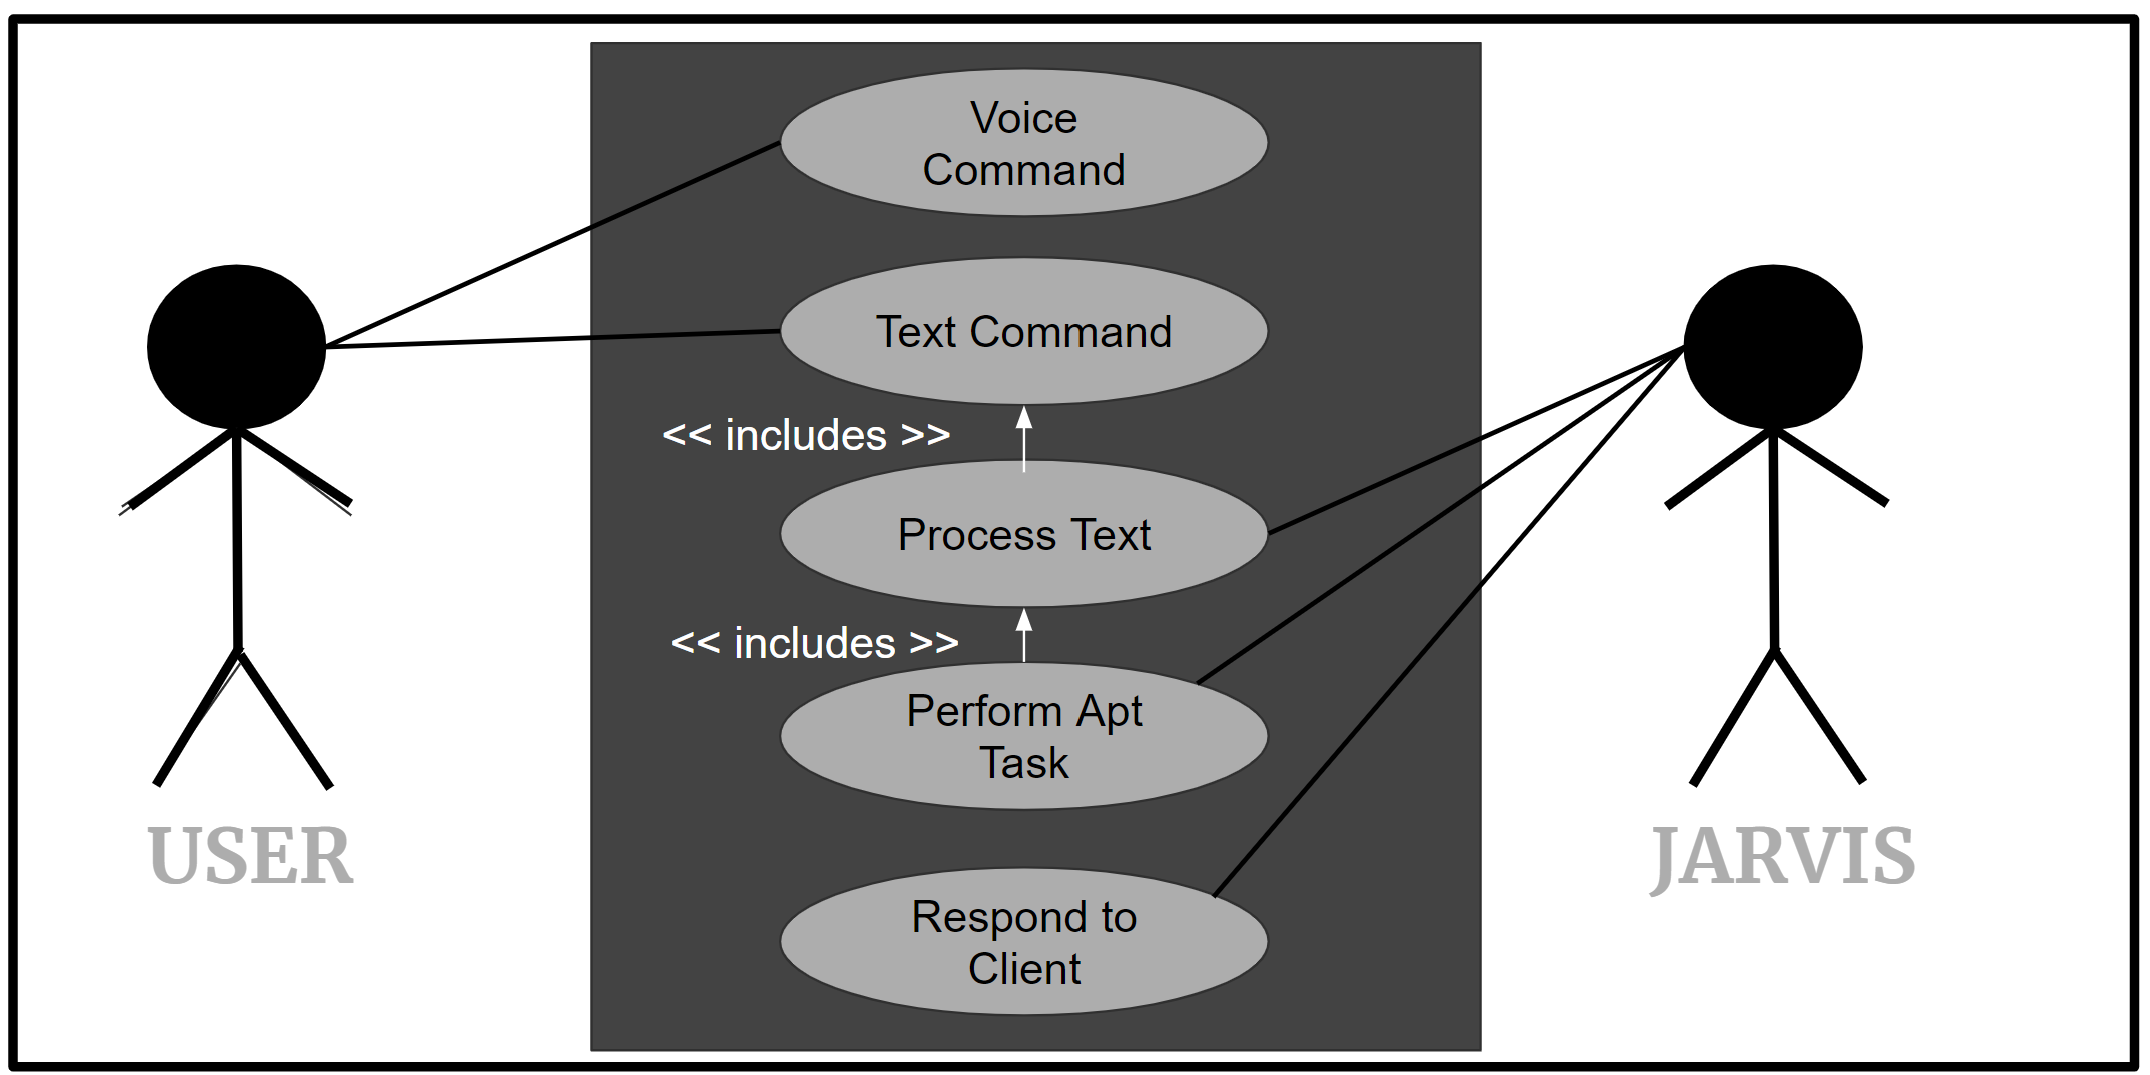 Voice
Command
Text Command
<< includes >>
Process Text
<< includes >>
Perform Apt
Task
USER
JARVIS
Respond to
Client